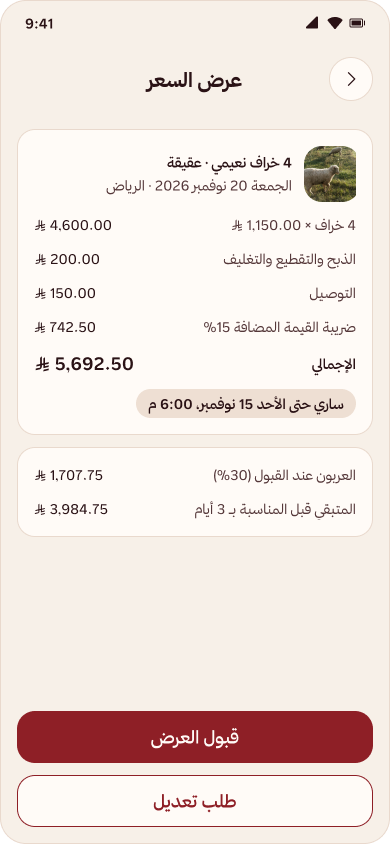 9:41
عرض السعر
4 خراف نعيمي · عقيقة
الجمعة 20 نوفمبر 2026 · الرياض
4 خراف × 1,150.00 ⃁ 4,600.00 ⃁
الذبح والتقطيع والتغليف 200.00 ⃁
التوصيل 150.00 ⃁
ضريبة القيمة المضافة 15% 742.50 ⃁
الإجمالي 5,692.50 ⃁
ساري حتى الأحد 15 نوفمبر، 6:00 م
العربون عند القبول (30%) 1,707.75 ⃁
المتبقي قبل المناسبة بـ 3 أيام 3,984.75 ⃁
قبول العرض
طلب تعديل